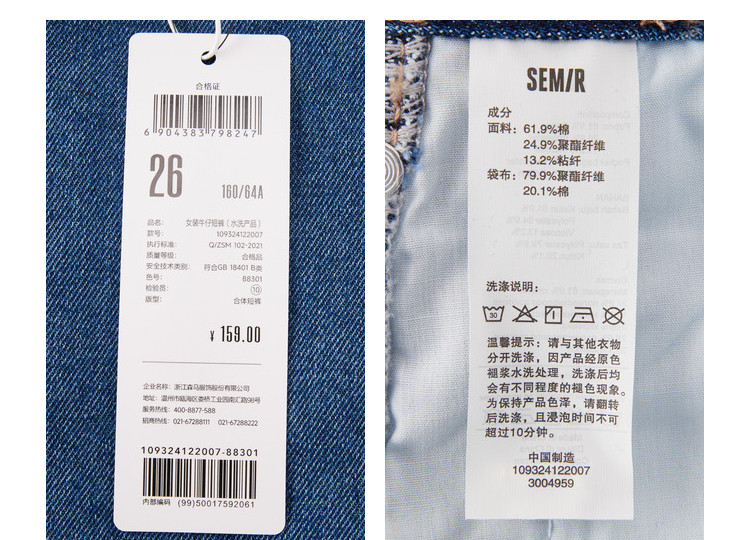 合格证
6 904383 798247
26
160/64A
品名: 女装牛仔短裤(水洗产品)
款号: 109324122007
执行标准: Q/ZSM 102-2021
质量等级: 合格品
安全技术类别: 符合GB 18401 B类
色号: 88301
检验员: ⑩
版型: 合体短裤
¥ 159.00
企业名称: 浙江森马服饰股份有限公司
地址: 温州市瓯海区娄桥工业园南汇路98号
服务热线: 400-8877-588
招商热线: 021-67288111 021-67288222
109324122007-88301
内部编码 (99)50017592061
SEM/R
成分
面料: 61.9%棉
24.9%聚酯纤维
13.2%粘纤
袋布: 79.9%聚酯纤维
20.1%棉
洗涤说明:
30
温馨提示: 请与其他衣物
分开洗涤, 因产品经原色
褪浆水洗处理, 洗涤后均
会有不同程度的褪色现象。
为保持产品色泽, 请翻转
后洗涤, 且浸泡时间不可
超过10分钟。
中国制造
109324122007
3004959